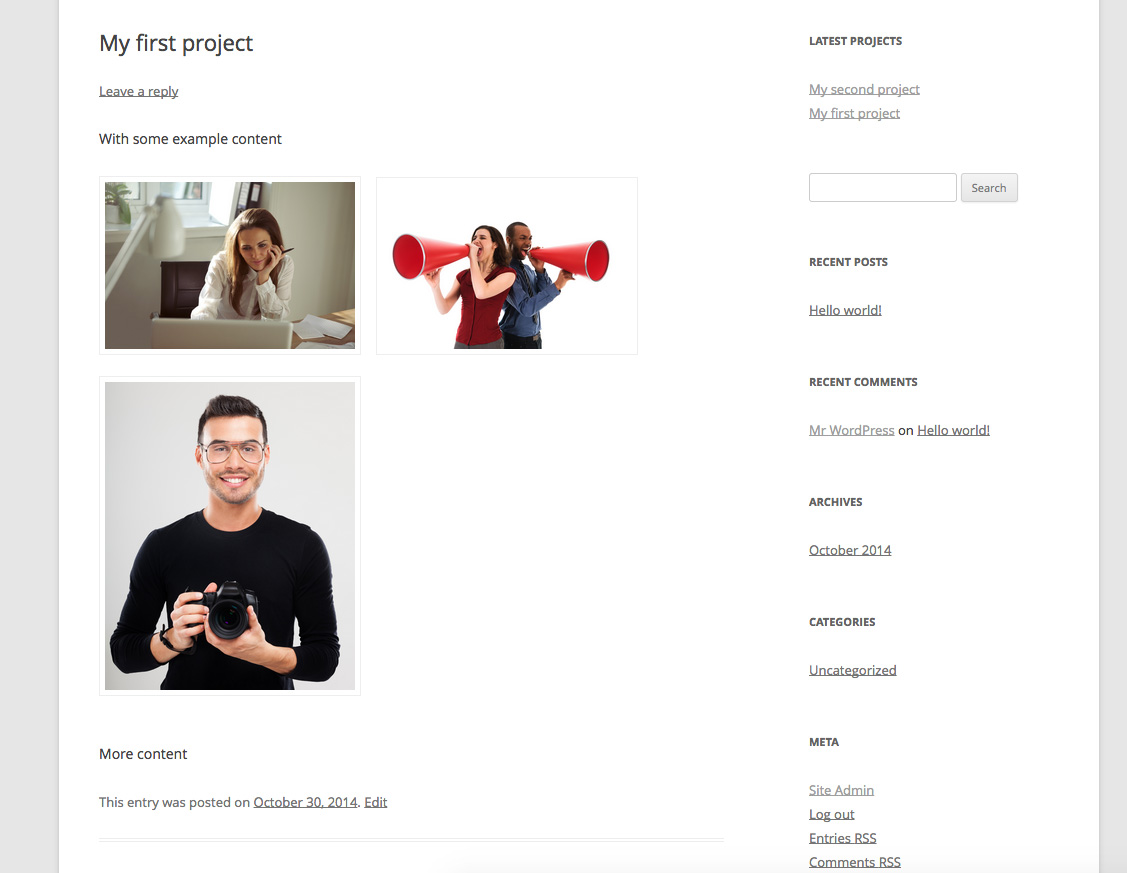 My first project
Leave a reply
With some example content
More content
This entry was posted on October 30, 2014. Edit
LATEST PROJECTS
My second project
My first project
Search
RECENT POSTS
Hello world!
RECENT COMMENTS
Mr WordPress on Hello world!
ARCHIVES
October 2014
CATEGORIES
Uncategorized
META
Site Admin
Log out
Entries RSS
Comments RSS